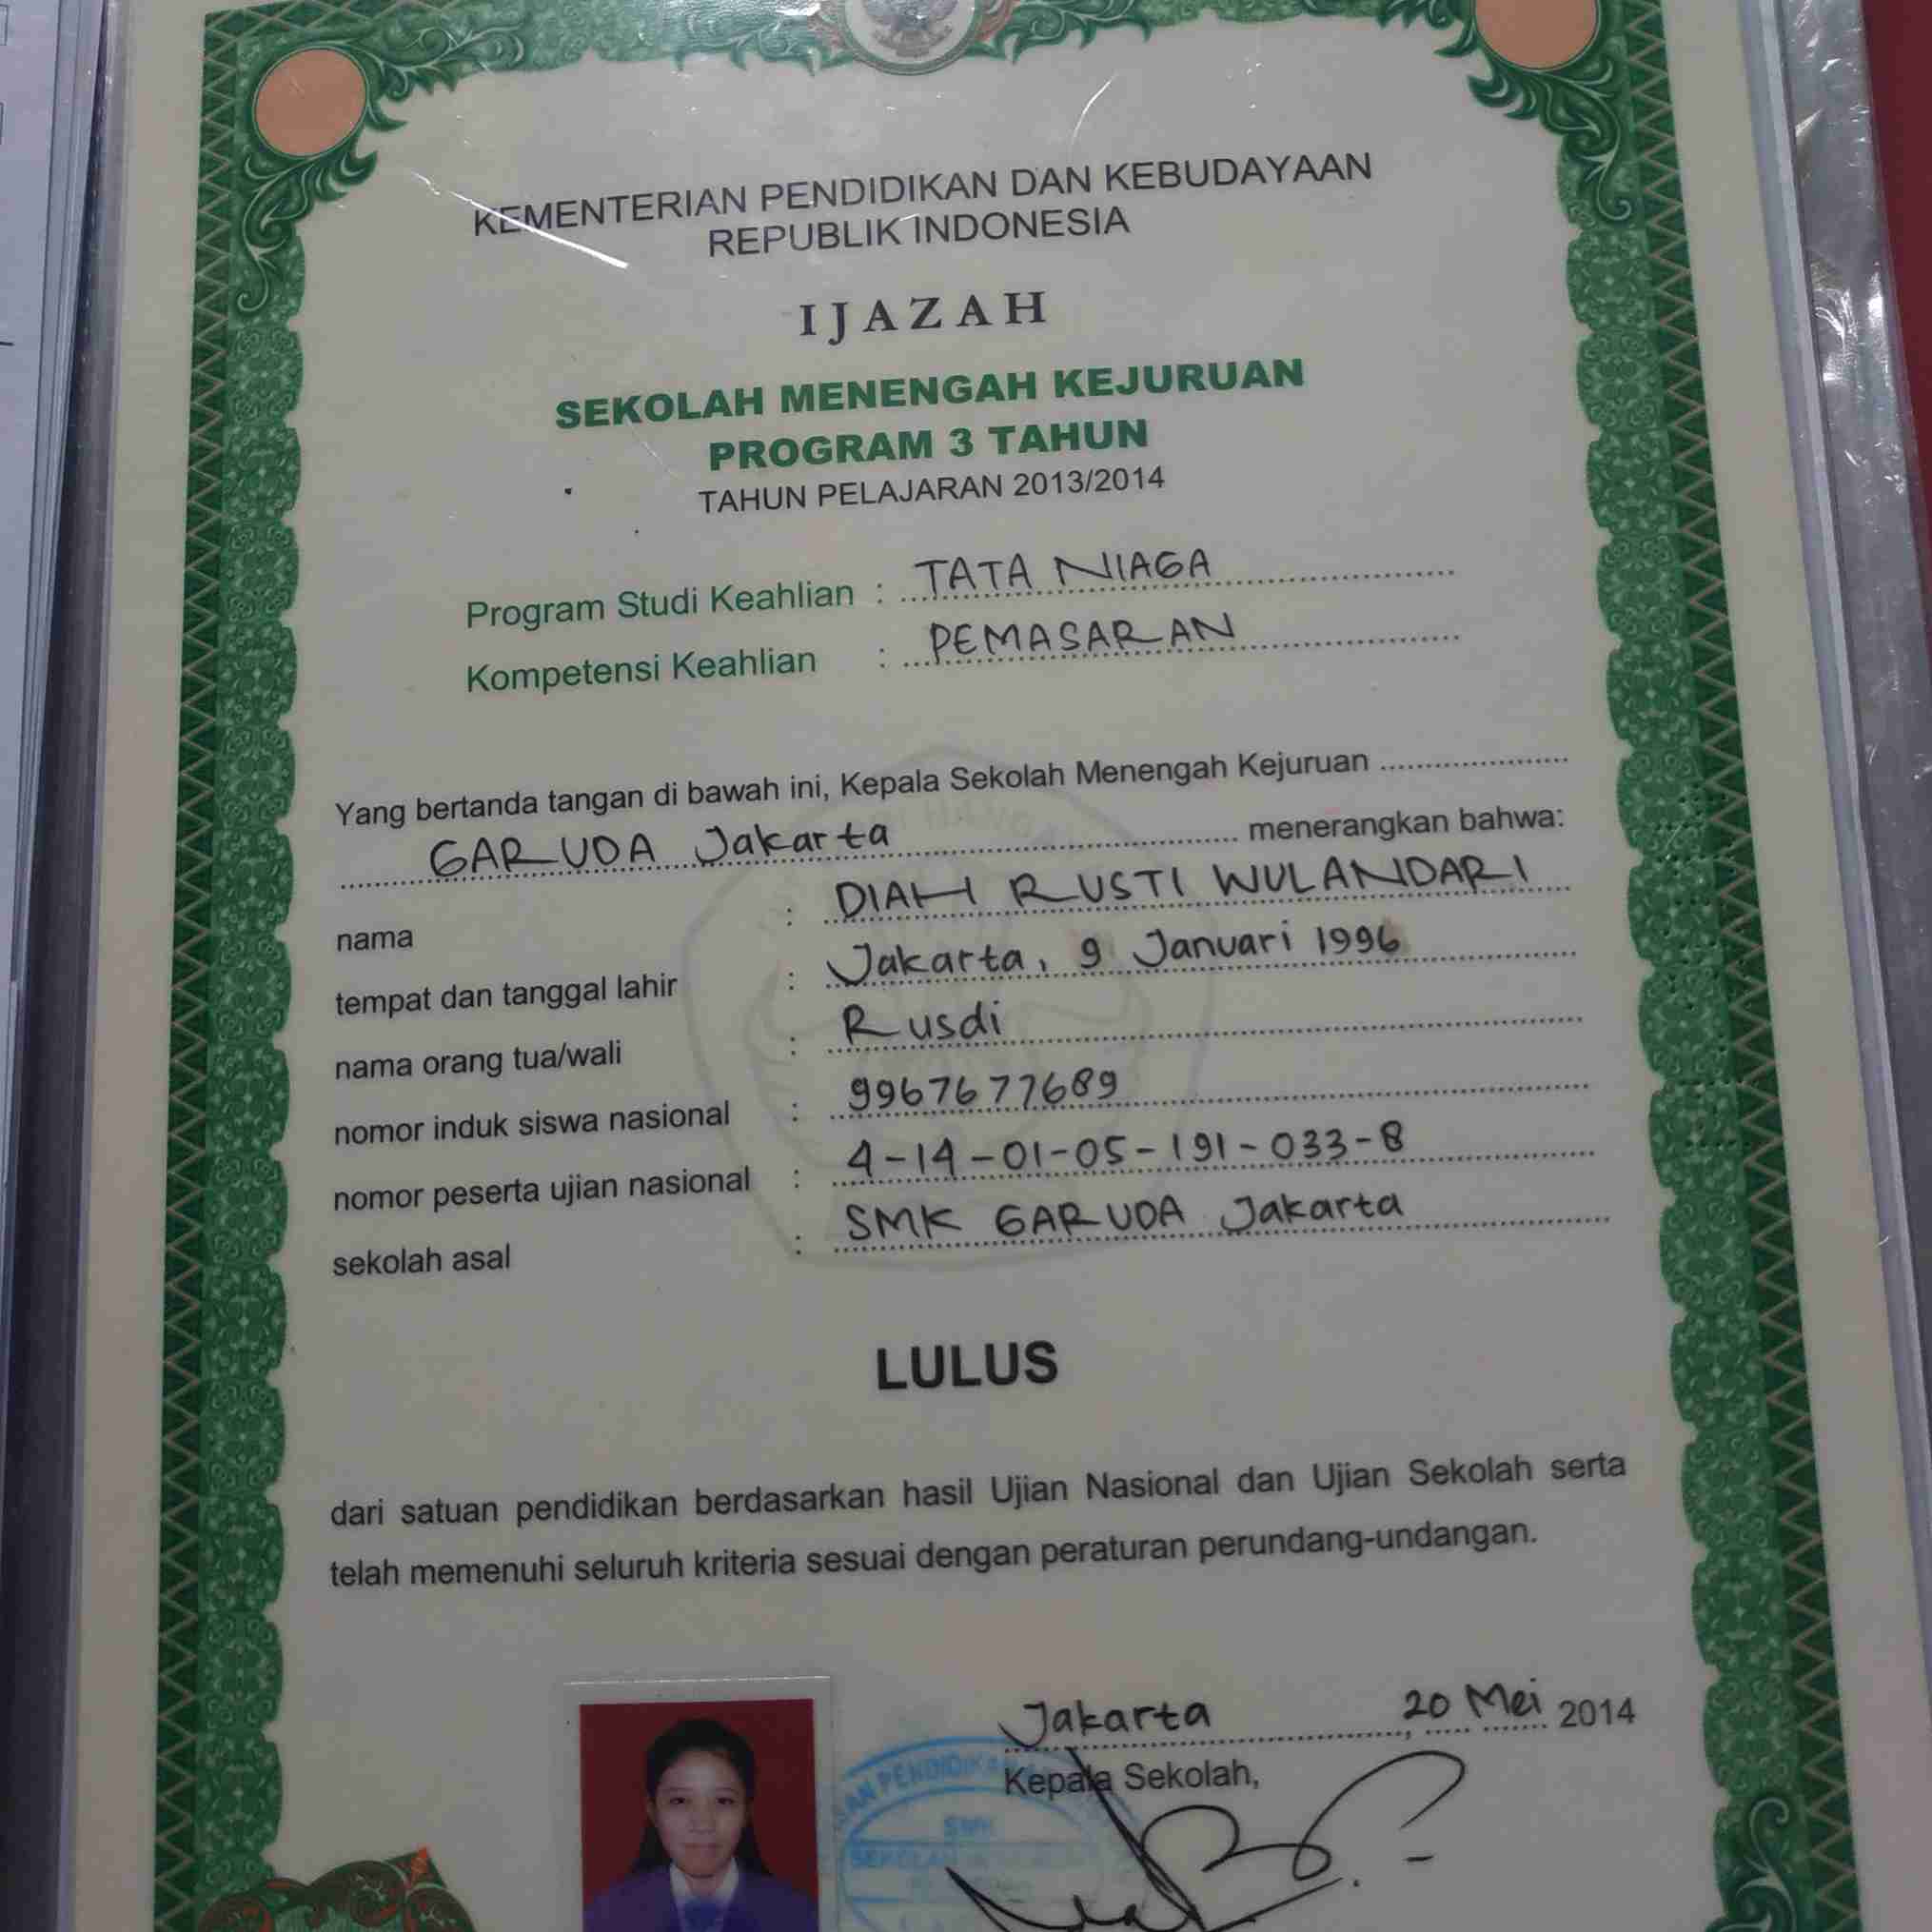 KEMENTERIAN PENDIDIKAN DAN KEBUDAYAAN
REPUBLIK INDONESIA
IJAZAH
SEKOLAH MENENGAH KEJURUAN
PROGRAM 3 TAHUN
TAHUN PELAJARAN 2013/2014
Program Studi Keahlian : TATA NIAGA
Kompetensi Keahlian : PEMASARAN
Yang bertanda tangan di bawah ini, Kepala Sekolah Menengah Kejuruan ....................
GARUDA Jakarta menerangkan bahwa:
nama : DIAH RUSTI WULANDARI
tempat dan tanggal lahir : Jakarta, 9 Januari 1996
nama orang tua/wali : Rusdi
nomor induk siswa nasional : 9967677689
nomor peserta ujian nasional : 4-14-01-05-191-033-8
sekolah asal : SMK GARUDA Jakarta
LULUS
dari satuan pendidikan berdasarkan hasil Ujian Nasional dan Ujian Sekolah serta
telah memenuhi seluruh kriteria sesuai dengan peraturan perundang-undangan.
Jakarta, 20 Mei 2014
Kepala Sekolah,
SMK